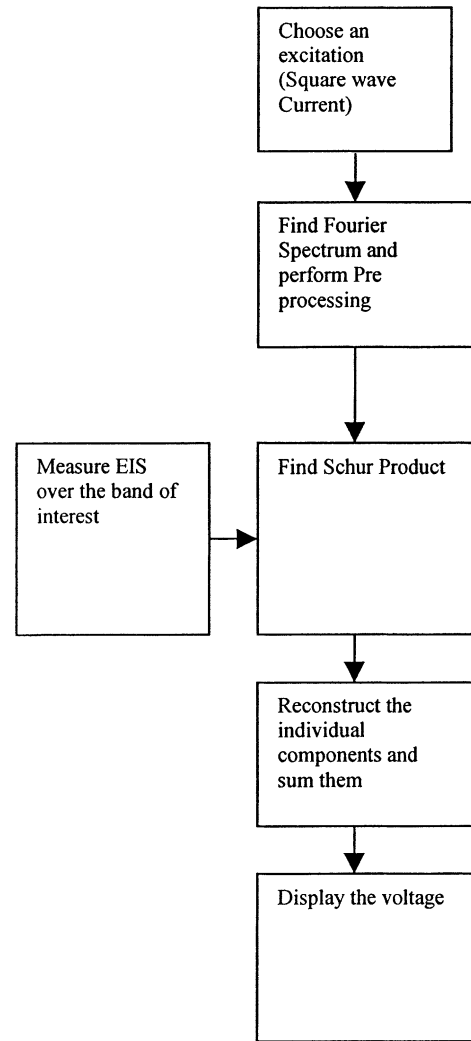 Choose an
excitation
(Square wave
Current)
Find Fourier
Spectrum and
perform Pre
processing
Measure EIS
over the band of
interest
Find Schur Product
Reconstruct the
individual
components and
sum them
Display the voltage